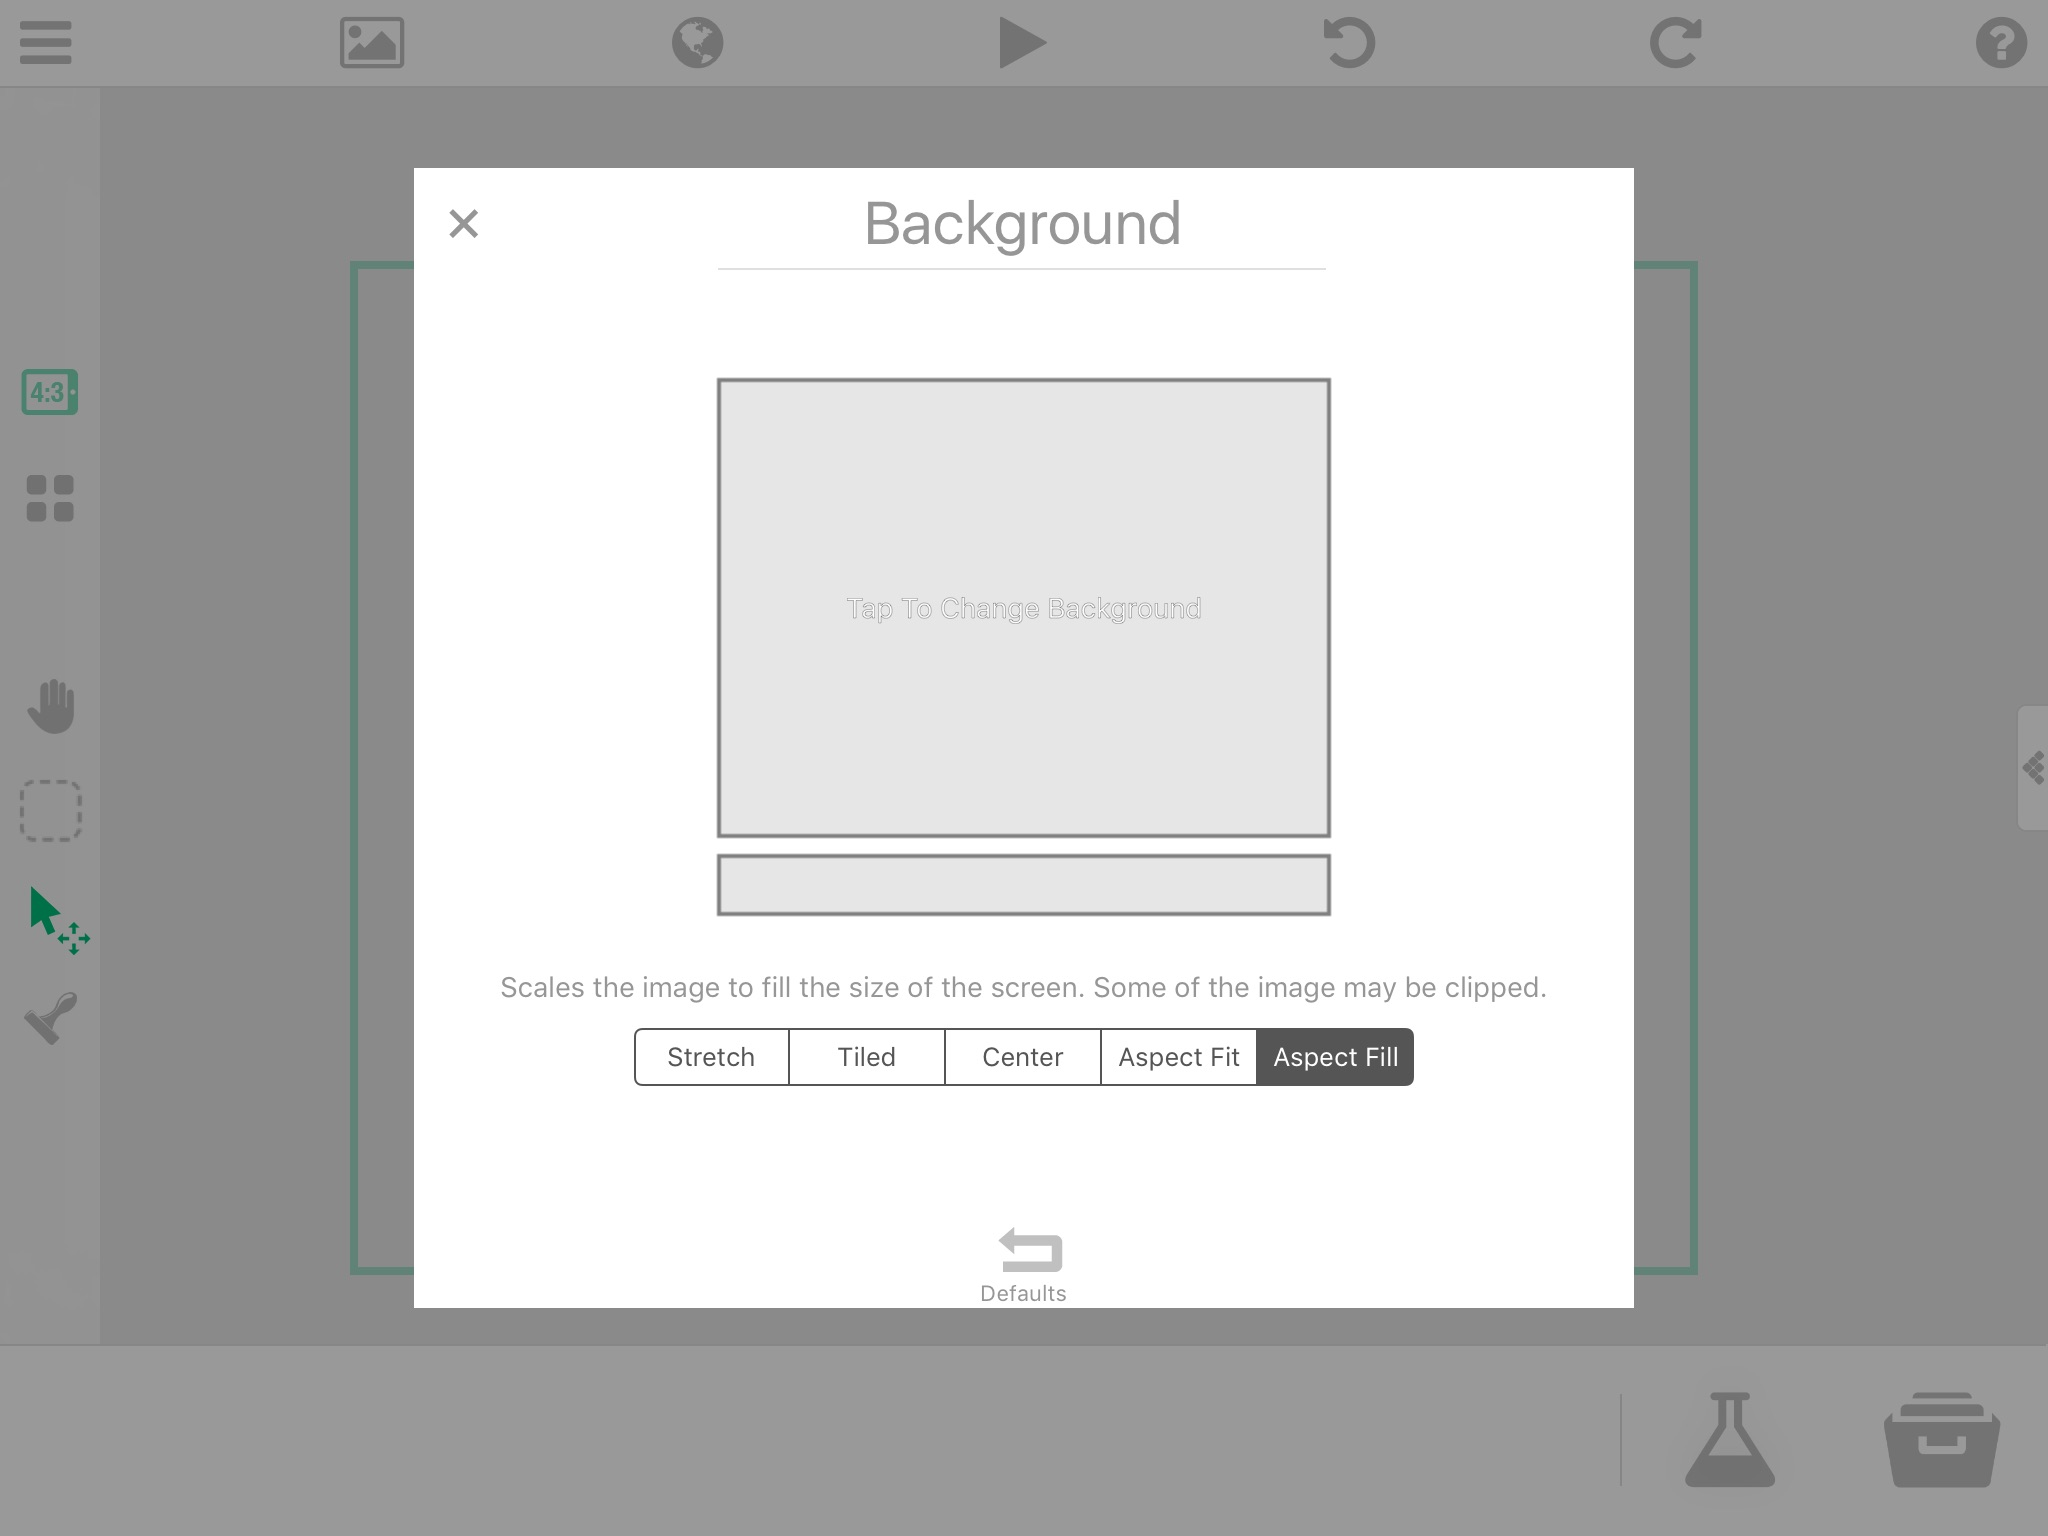 Background
4:3
Tap To Change Background
Scales the image to fill the size of the screen. Some of the image may be clipped.
Stretch
Tiled
Center
Aspect Fit
Aspect Fill
Defaults